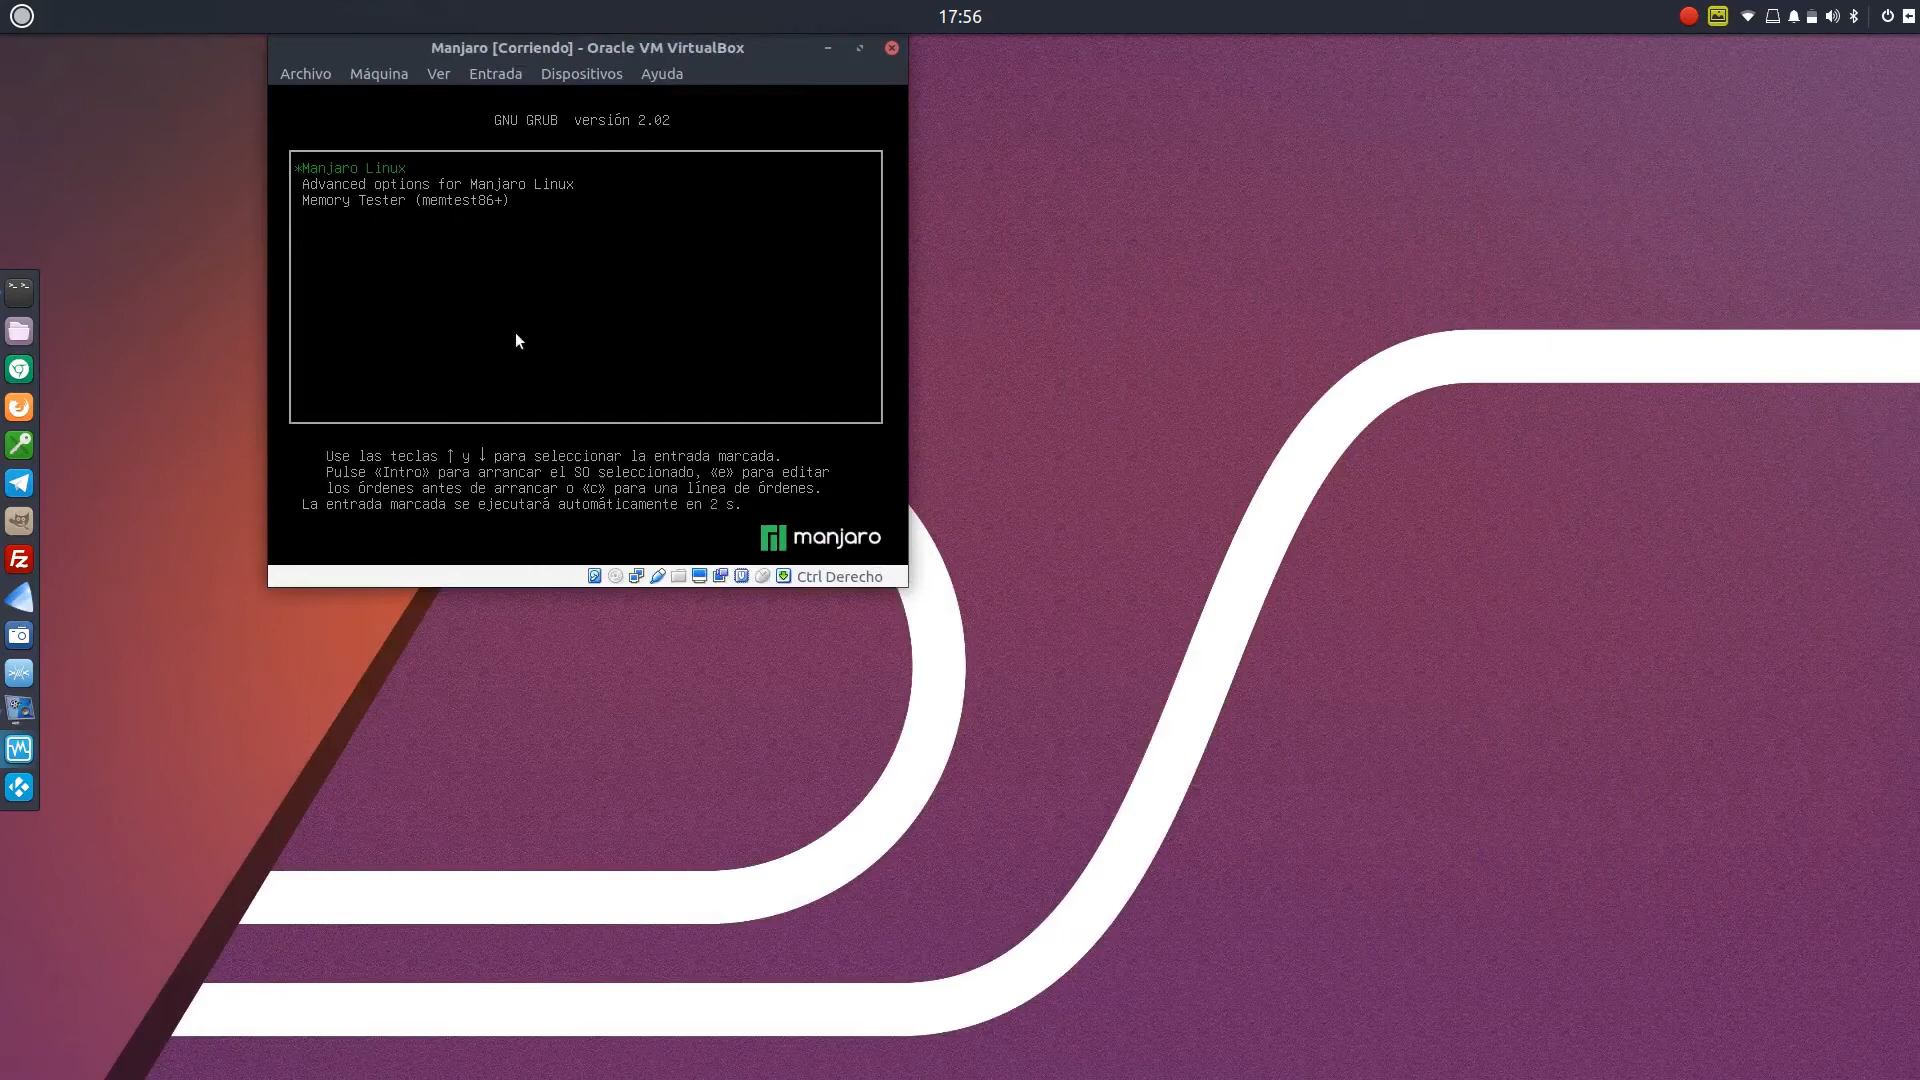 17:56
Manjaro [Corriendo] - Oracle VM VirtualBox
Archivo Máquina Ver Entrada Dispositivos Ayuda
GNU GRUB versión 2.02
*Manjaro Linux
Advanced options for Manjaro Linux
Memory Tester (memtest86+)
Use las teclas ↑ y ↓ para seleccionar la entrada marcada.
Pulse «Intro» para arrancar el SO seleccionado, «e» para editar
los órdenes antes de arrancar o «c» para una línea de órdenes.
La entrada marcada se ejecutará automáticamente en 2 s.
manjaro
Ctrl Derecho
>_ >_
Fz